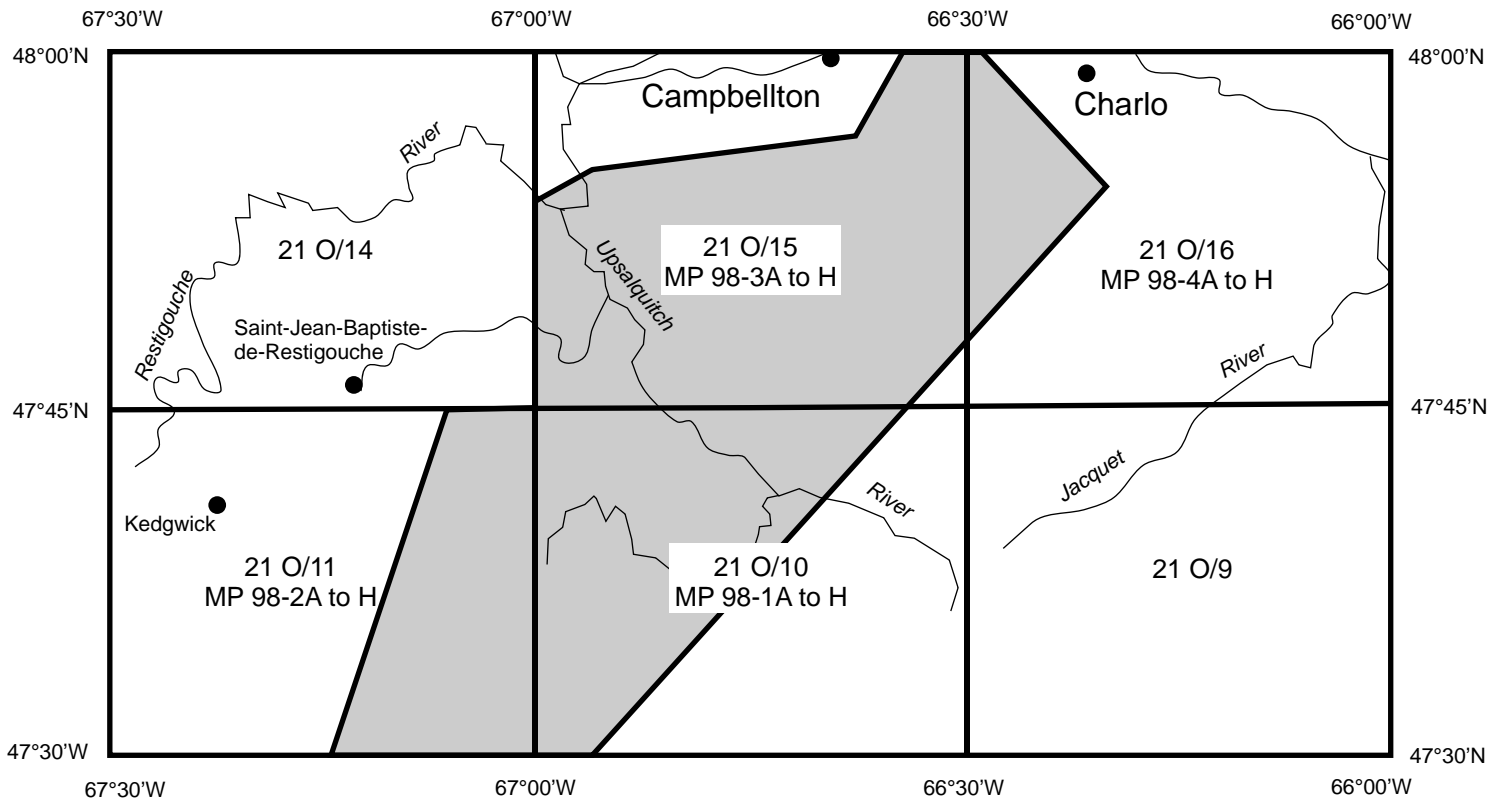 67°30'W
67°00'W
66°30'W
66°00'W
48°00'N
48°00'N
Campbellton
Charlo
River
21 O/14
21 O/15
MP 98-3A to H
21 O/16
MP 98-4A to H
Upsalquitch
Restigouche
Saint-Jean-Baptiste-
de-Restigouche
River
47°45'N
47°45'N
Jacquet
River
Kedgwick
21 O/11
MP 98-2A to H
21 O/10
MP 98-1A to H
21 O/9
47°30'W
47°30'N
67°30'W
67°00'W
66°30'W
66°00'W